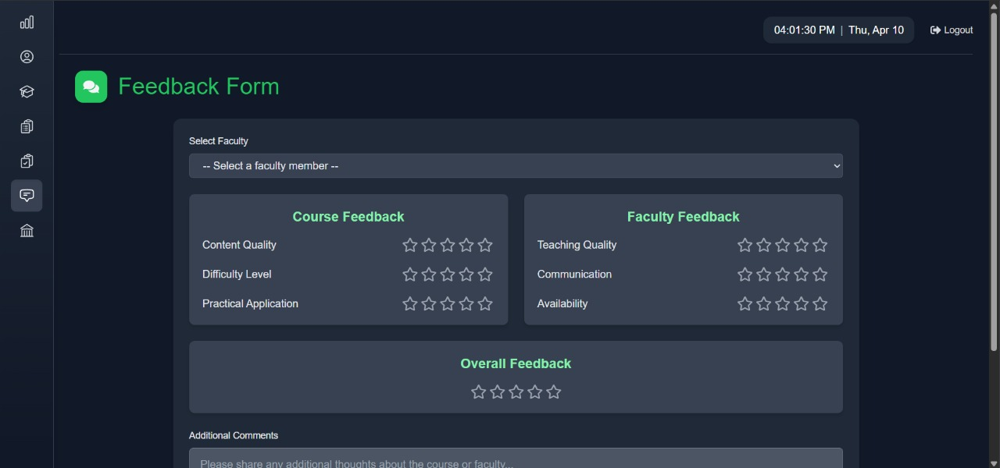 04:01:30 PM | Thu, Apr 10 Logout
Feedback Form
Select Faculty
-- Select a faculty member --
Course Feedback
Content Quality
Difficulty Level
Practical Application
Faculty Feedback
Teaching Quality
Communication
Availability
Overall Feedback
Additional Comments
Please share any additional thoughts about the course or faculty...